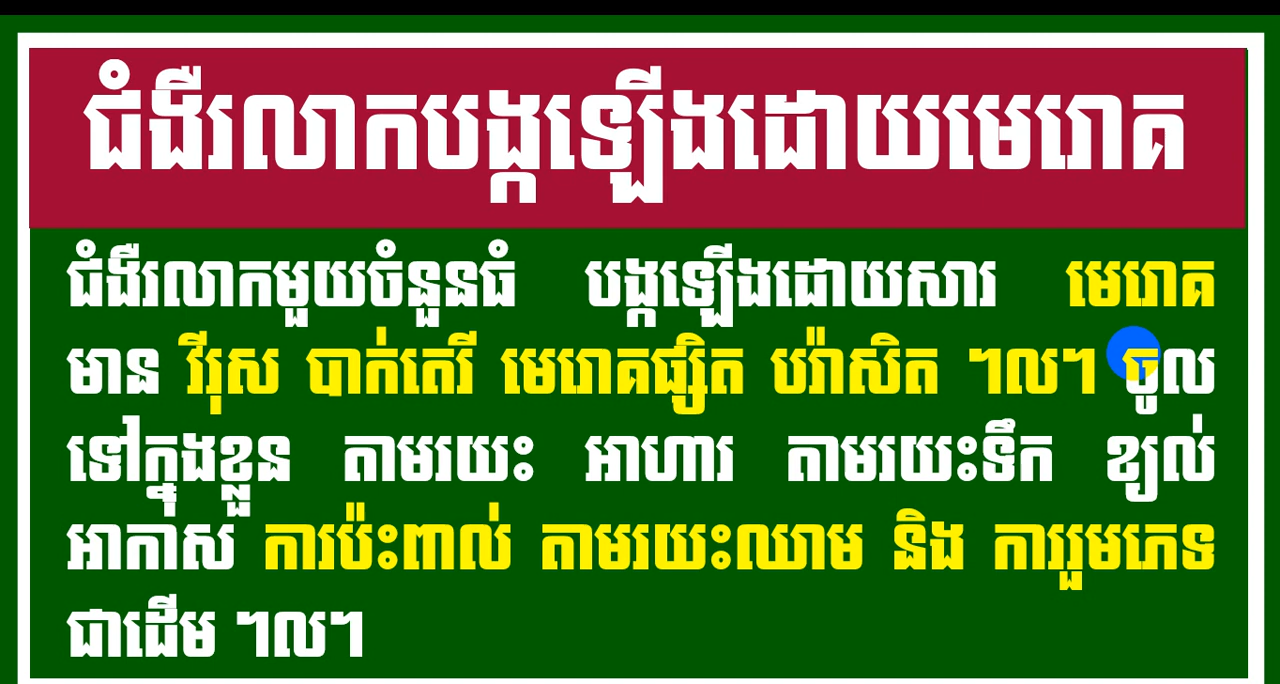 ជំងឺរលាកបង្កឡើងដោយមេរោគ
ជំងឺរលាកមួយចំនួនធំ បង្កឡើងដោយសារ មេរោគ
មាន វីរុស បាក់តេរី មេរោគផ្សិត បរ៉ាសិត ៗល។ ចូល
ទៅក្នុងខ្លួន តាមរយះ អាហារ តាមរយះទឹក ខ្យល់
អាកាស ការប៉ះពាល់ តាមរយះឈាម និង ការរួមភេទ
ជាដើម ៗល។